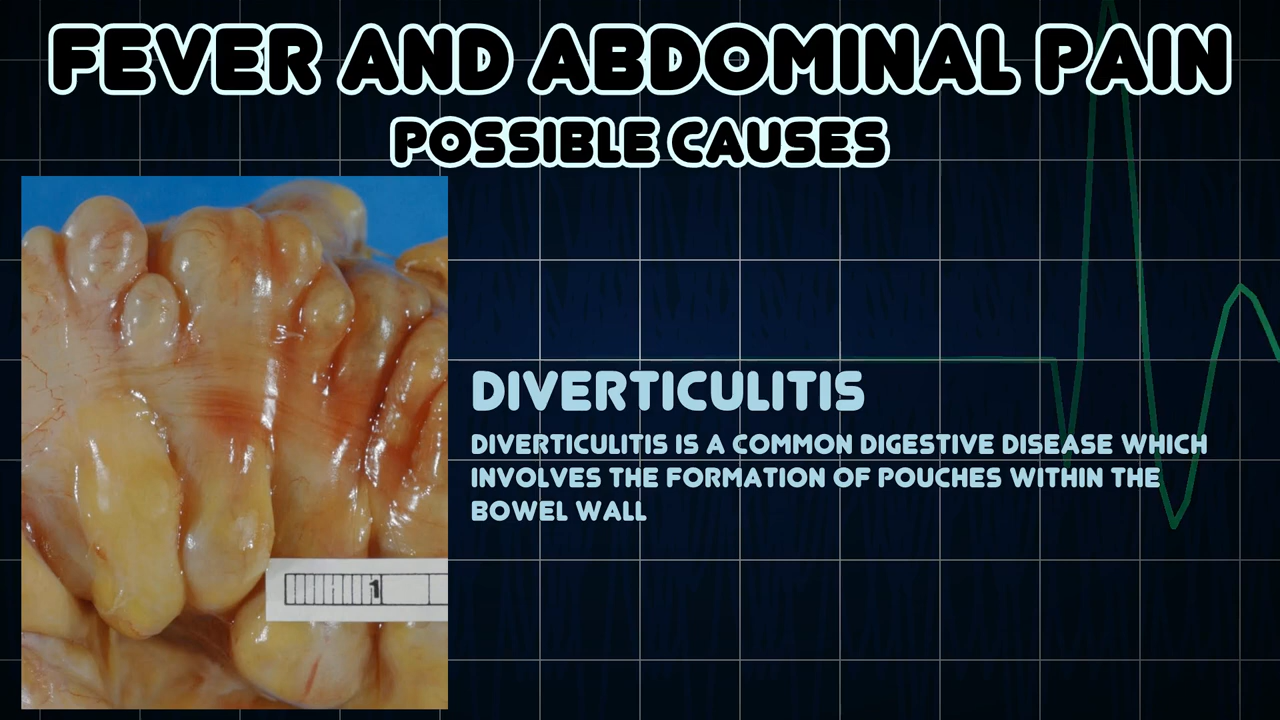 FEVER AND ABDOMINAL PAIN
POSSIBLE CAUSES
DIVERTICULITIS
DIVERTICULITIS IS A COMMON DIGESTIVE DISEASE WHICH
INVOLVES THE FORMATION OF POUCHES WITHIN THE
BOWEL WALL
1